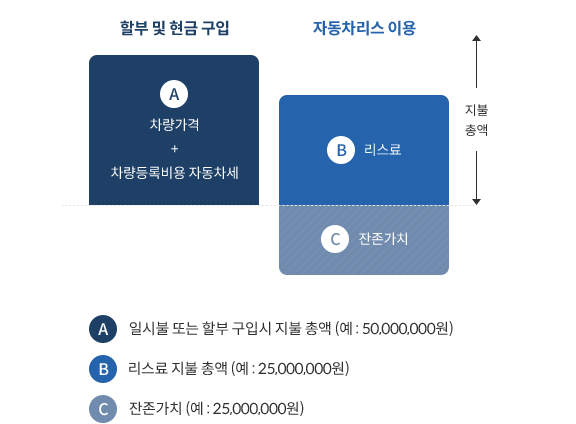 할부 및 현금 구입
자동차리스 이용
A
차량가격
+
차량등록비용 자동차세
B 리스료
C 잔존가치
지불
총액
A 일시불 또는 할부 구입시 지불 총액 (예 : 50,000,000원)
B 리스료 지불 총액 (예 : 25,000,000원)
C 잔존가치 (예 : 25,000,000원)